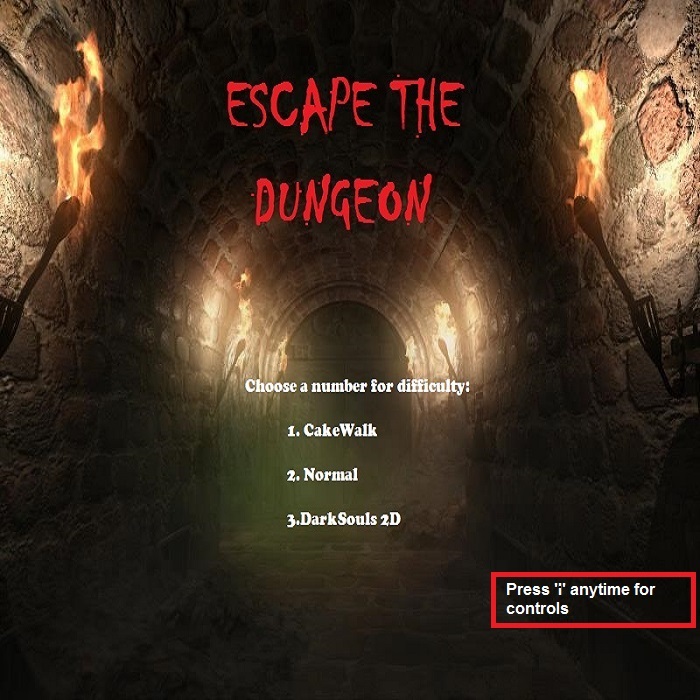 ESCAPE THE
DUNGEON
Choose a number for difficulty:
1. CakeWalk
2. Normal
3.DarkSouls 2D
Press 'i' anytime for
controls